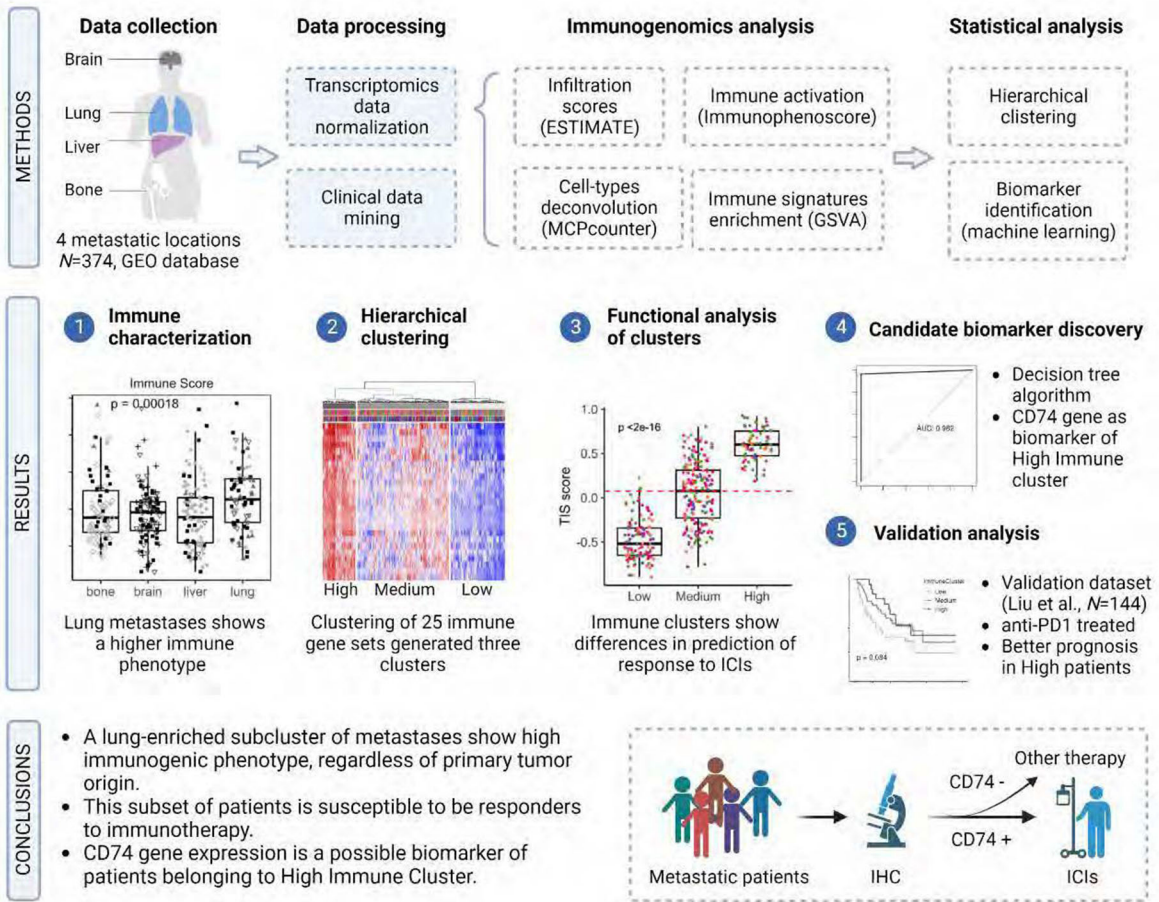 METHODS
Data collection
Brain
Lung
Liver
Bone
4 metastatic locations
N=374, GEO database
Data processing
Transcriptomics
data
normalization
Clinical data
mining
Immunogenomics analysis
Infiltration
scores
(ESTIMATE)
Immune activation
(Immunophenoscore)
Cell-types
deconvolution
(MCPcounter)
Immune signatures
enrichment (GSVA)
Statistical analysis
Hierarchical
clistering
Biomarker
identification
(machine learning)
RESULTS
1
Immune
characterization
Immune Score
p = 0,00018
bone
brain
liver
lung
Lung metastases shows
a higher immune
phenotype
2
Hierarchical
clustering
High
Medium
Low
Clustering of 25 immune
gene sets generated three
clusters
3
Functional analysis
of clusters
TIS score
1.0
0.5
0.0
-0.5
p <2e-16
Low
Medium
High
Immune clusters show
differences in prediction of
response to ICIs
4
Candidate biomarker discovery
• Decision tree
algorithm
• CD74 gene as
biomarker of
High Immune
cluster
5
Validation analysis
ImmuneCluster
Low
Medium
High
• Validation dataset
(Liu et al., N=144)
• anti-PD1 treated
• Better prognosis
in High patients
CONCLUSIONS
• A lung-enriched subcluster of metastases show high
immunogenic phenotype, regardless of primary tumor
origin.
• This subset of patients is susceptible to be responders
to immunotherapy.
• CD74 gene expression is a possible biomarker of
patients belonging to High Immune Cluster.
Metastatic patients
IHC
CD74 -
CD74 +
Other therapy
ICIs